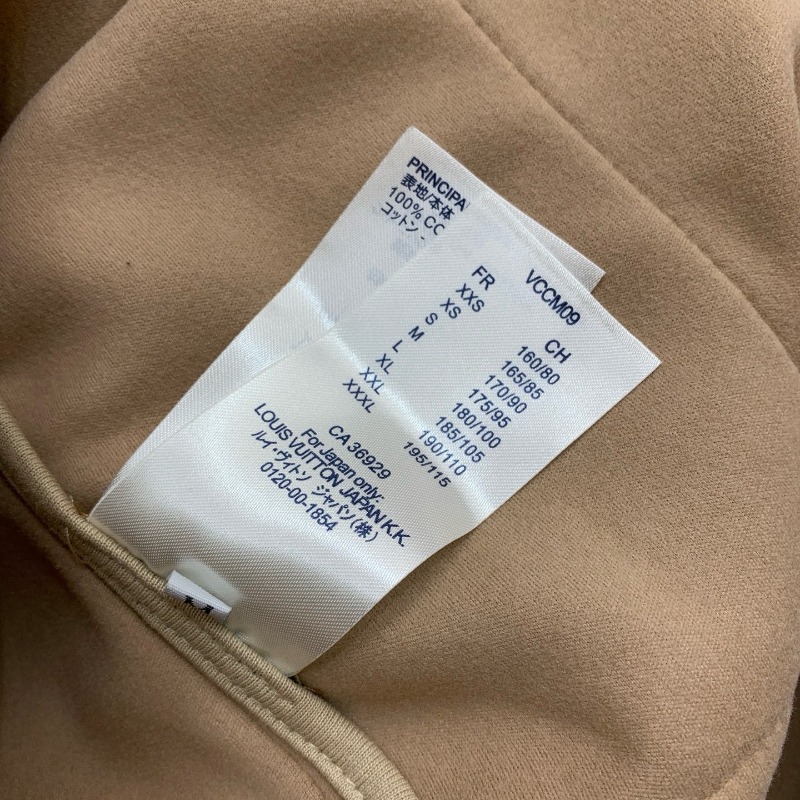 PRINCIPA
表地/本体
100% CO
コットン -
VCCM09
FR CH
XXS 160/80
XS 165/85
S 170/90
M 175/95
L 180/100
XL 185/105
XXL 190/110
XXXL 195/115
CA 36929
For Japan only:
LOUIS VUITTON JAPAN K.K.
ルイ・ヴィトン ジャパン(株)
0120-00-1854